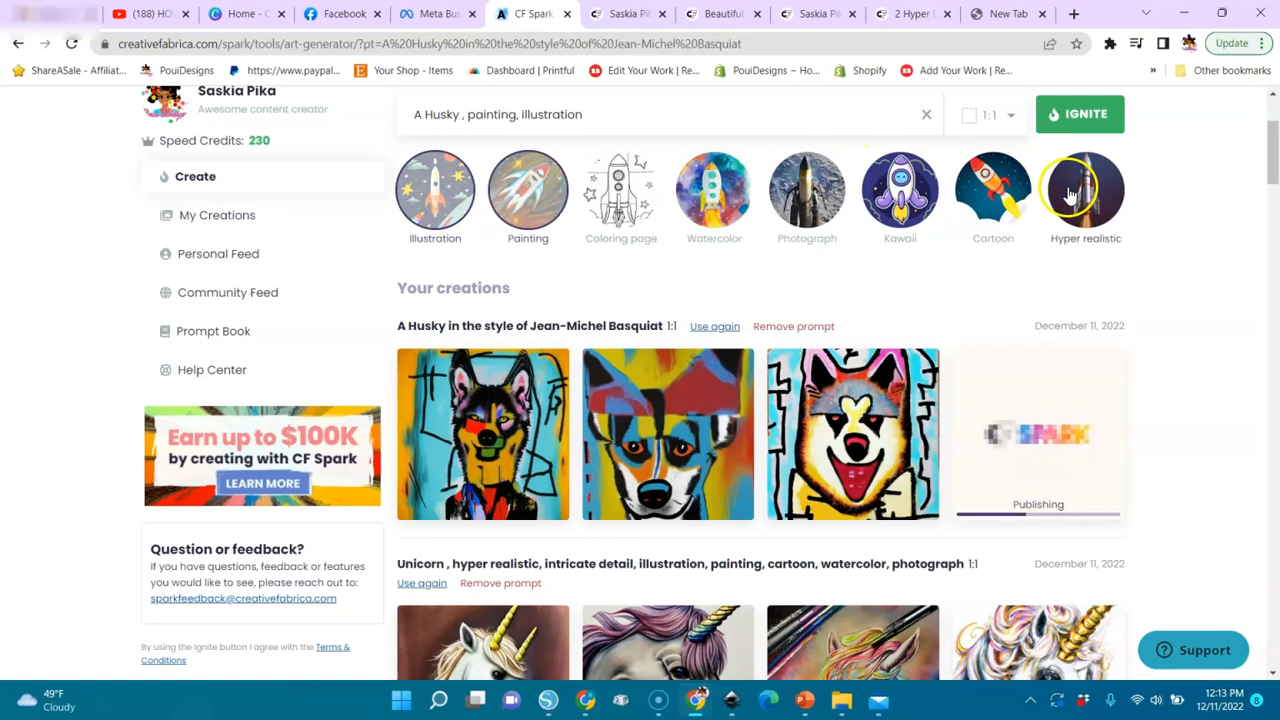 (188) HO
Home - C
Facebook
Meta Bus
CF Spark
Saskia Pi
Beautiful
Saskia Pi
2 Hyper
New Tab
creativefabrica.com/spark/tools/art-generator/?pt=A%20Husky%20in%20the%20style%20of%20Jean-Michel%20Basquiat
Update
ShareASale - Affiliat...
PouiDesigns
https://www.paypal...
Your Shop - Items
Dashboard | Printful
Edit Your Work | Re...
PouiDesigns ~ Ho...
Shopify
Add Your Work | Re...
»
Other bookmarks
Saskia Pika
Awesome content creator
Speed Credits: 230
Create
My Creations
Personal Feed
Community Feed
Prompt Book
Help Center
Earn up to $100K
by creating with CF Spark
LEARN MORE
Question or feedback?
If you have questions, feedback or features
you would like to see, please reach out to:
sparkfeedback@creativefabrica.com
By using the Ignite button I agree with the Terms &
Conditions
A Husky , painting, illustration
1:1
IGNITE
Illustration
Painting
Coloring page
Watercolor
Photograph
Kawaii
Cartoon
Hyper realistic
Your creations
A Husky in the style of Jean-Michel Basquiat 1:1 Use again Remove prompt December 11, 2022
CF SPARK
Publishing
Unicorn , hyper realistic, intricate detail, illustration, painting, cartoon, watercolor, photograph 1:1 December 11, 2022
Use again Remove prompt
Support
49°F
Cloudy
12:13 PM
12/11/2022
8